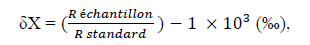 δX = (R échantillon / R standard) − 1 × 10³ (‰),